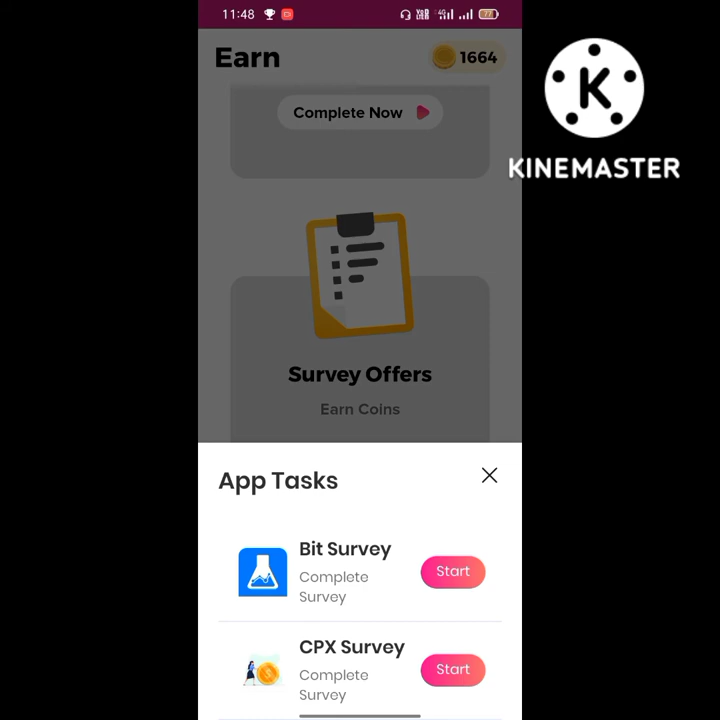 11:48
Earn
1664
Complete Now
KINEMASTER
Survey Offers
Earn Coins
App Tasks
Bit Survey
Complete
Survey
Start
CPX Survey
Complete
Survey
Start